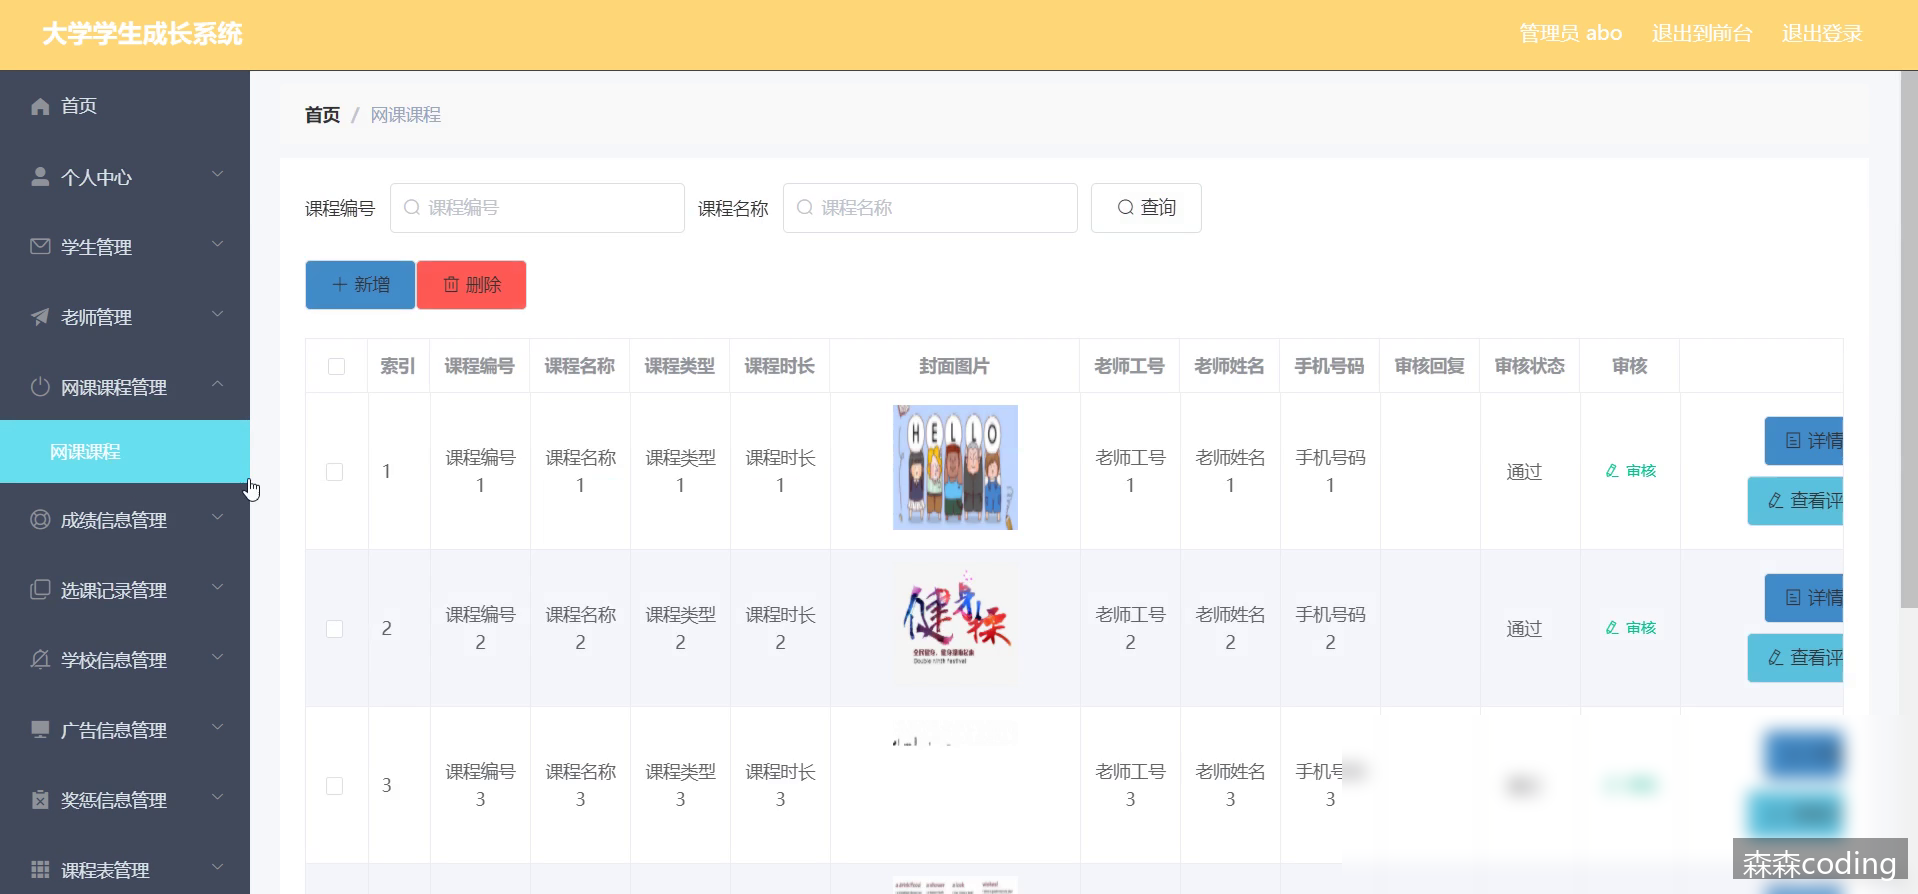 大学学生成长系统
管理员 abo 退出到前台 退出登录
首页
个人中心
学生管理
老师管理
网课课程管理
网课课程
成绩信息管理
选课记录管理
学校信息管理
广告信息管理
奖惩信息管理
课程表管理
首页 / 网课课程
课程编号 课程编号 课程名称 课程名称 查询
新增 删除
索引 课程编号 课程名称 课程类型 课程时长 封面图片 老师工号 老师姓名 手机号码 审核回复 审核状态 审核
HELLO
1 课程编号1 课程名称1 课程类型1 课程时长1 老师工号1 老师姓名1 手机号码1 通过 审核 详情
查看评
健身操
Double ninth Festival
2 课程编号2 课程名称2 课程类型2 课程时长2 老师工号2 老师姓名2 手机号码2 通过 审核 详情
查看评
3 课程编号3 课程名称3 课程类型3 课程时长3 老师工号3 老师姓名3 手机号3
森森coding